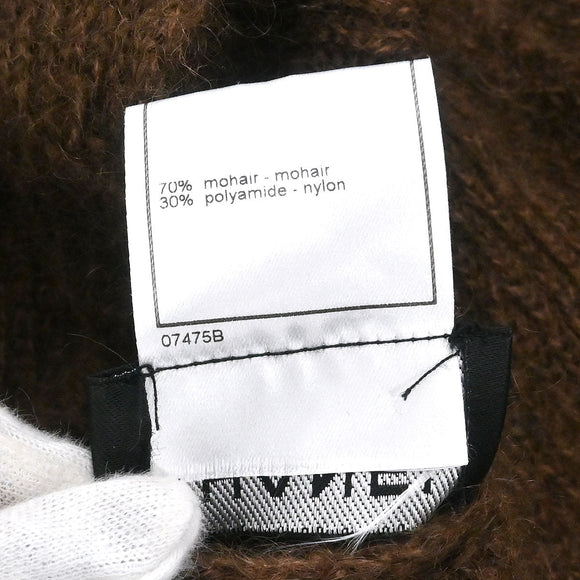 70% mohair - mohair
30% polyamide - nylon
07475B